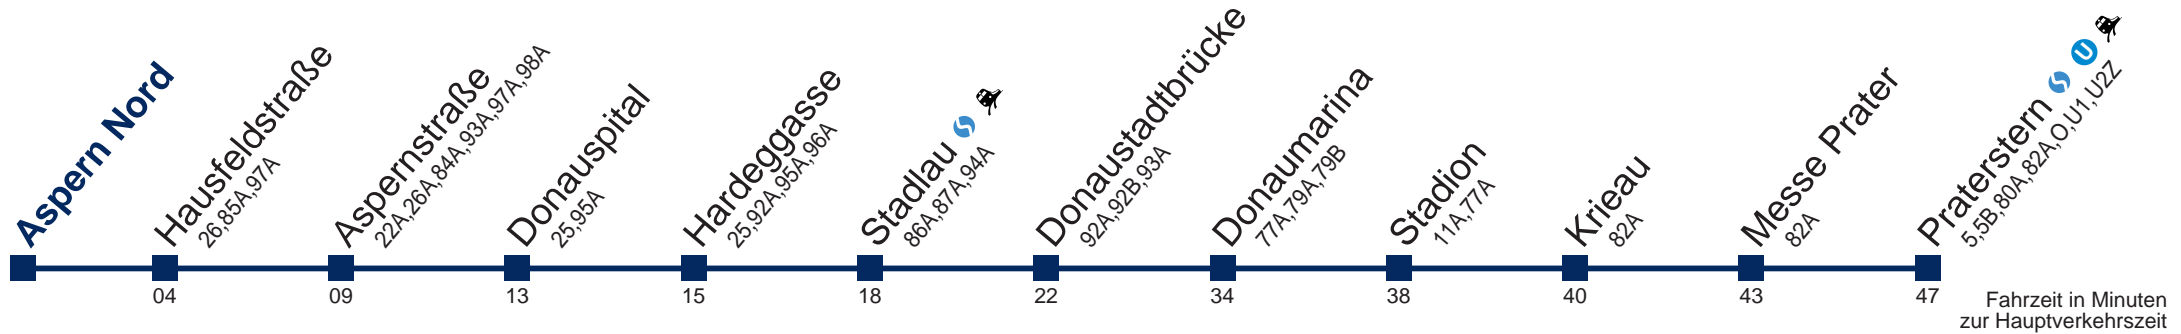 Aspern Nord
Hausfeldstraße
26,85A,97A
Aspernstraße
22A,26A,84A,93A,97A,98A
Donauspital
25,95A
Hardeggasse
25,92A,95A,96A
Stadlau
86A,87A,94A
Donaustadtbrücke
92A,92B,93A
Donaumarina
77A,79A,79B
Stadion
11A,77A
Krieau
82A
Messe Prater
82A
Praterstern U
5,5B,80A,82A,O,U1,U2Z
04 09 13 15 18 22 34 38 40 43 47
Fahrzeit in Minuten
zur Hauptverkehrszeit